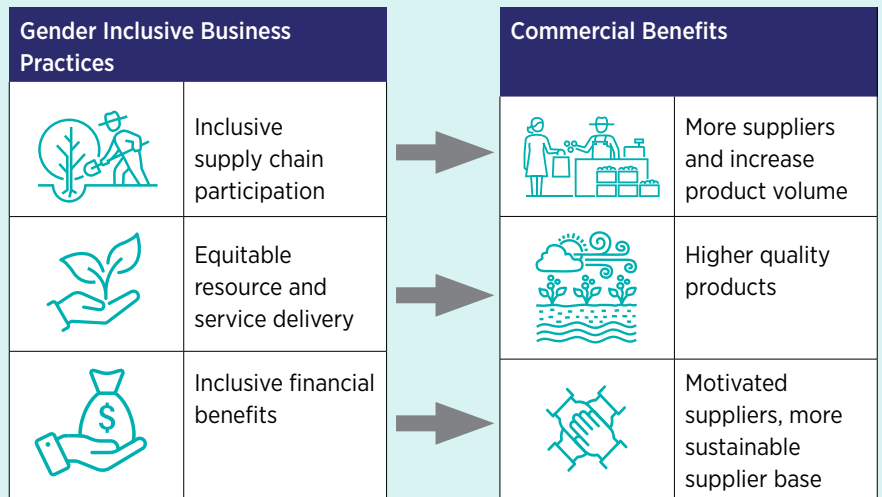 Gender Inclusive Business
Practices
Inclusive
supply chain
participation
Equitable
resource and
service delivery
$
Inclusive financial
benefits
Commercial Benefits
More suppliers
and increase
product volume
Higher quality
products
Motivated
suppliers, more
sustainable
supplier base